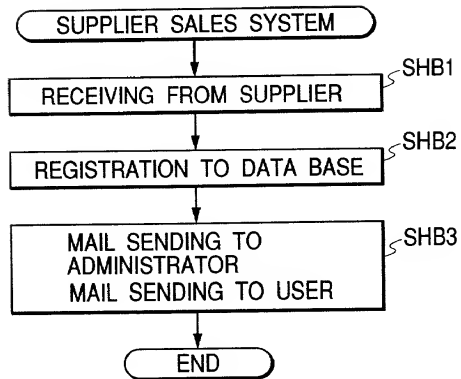 SUPPLIER SALES SYSTEM
RECEIVING FROM SUPPLIER
SHB1
REGISTRATION TO DATA BASE
SHB2
MAIL SENDING TO
ADMINISTRATOR
MAIL SENDING TO USER
SHB3
END